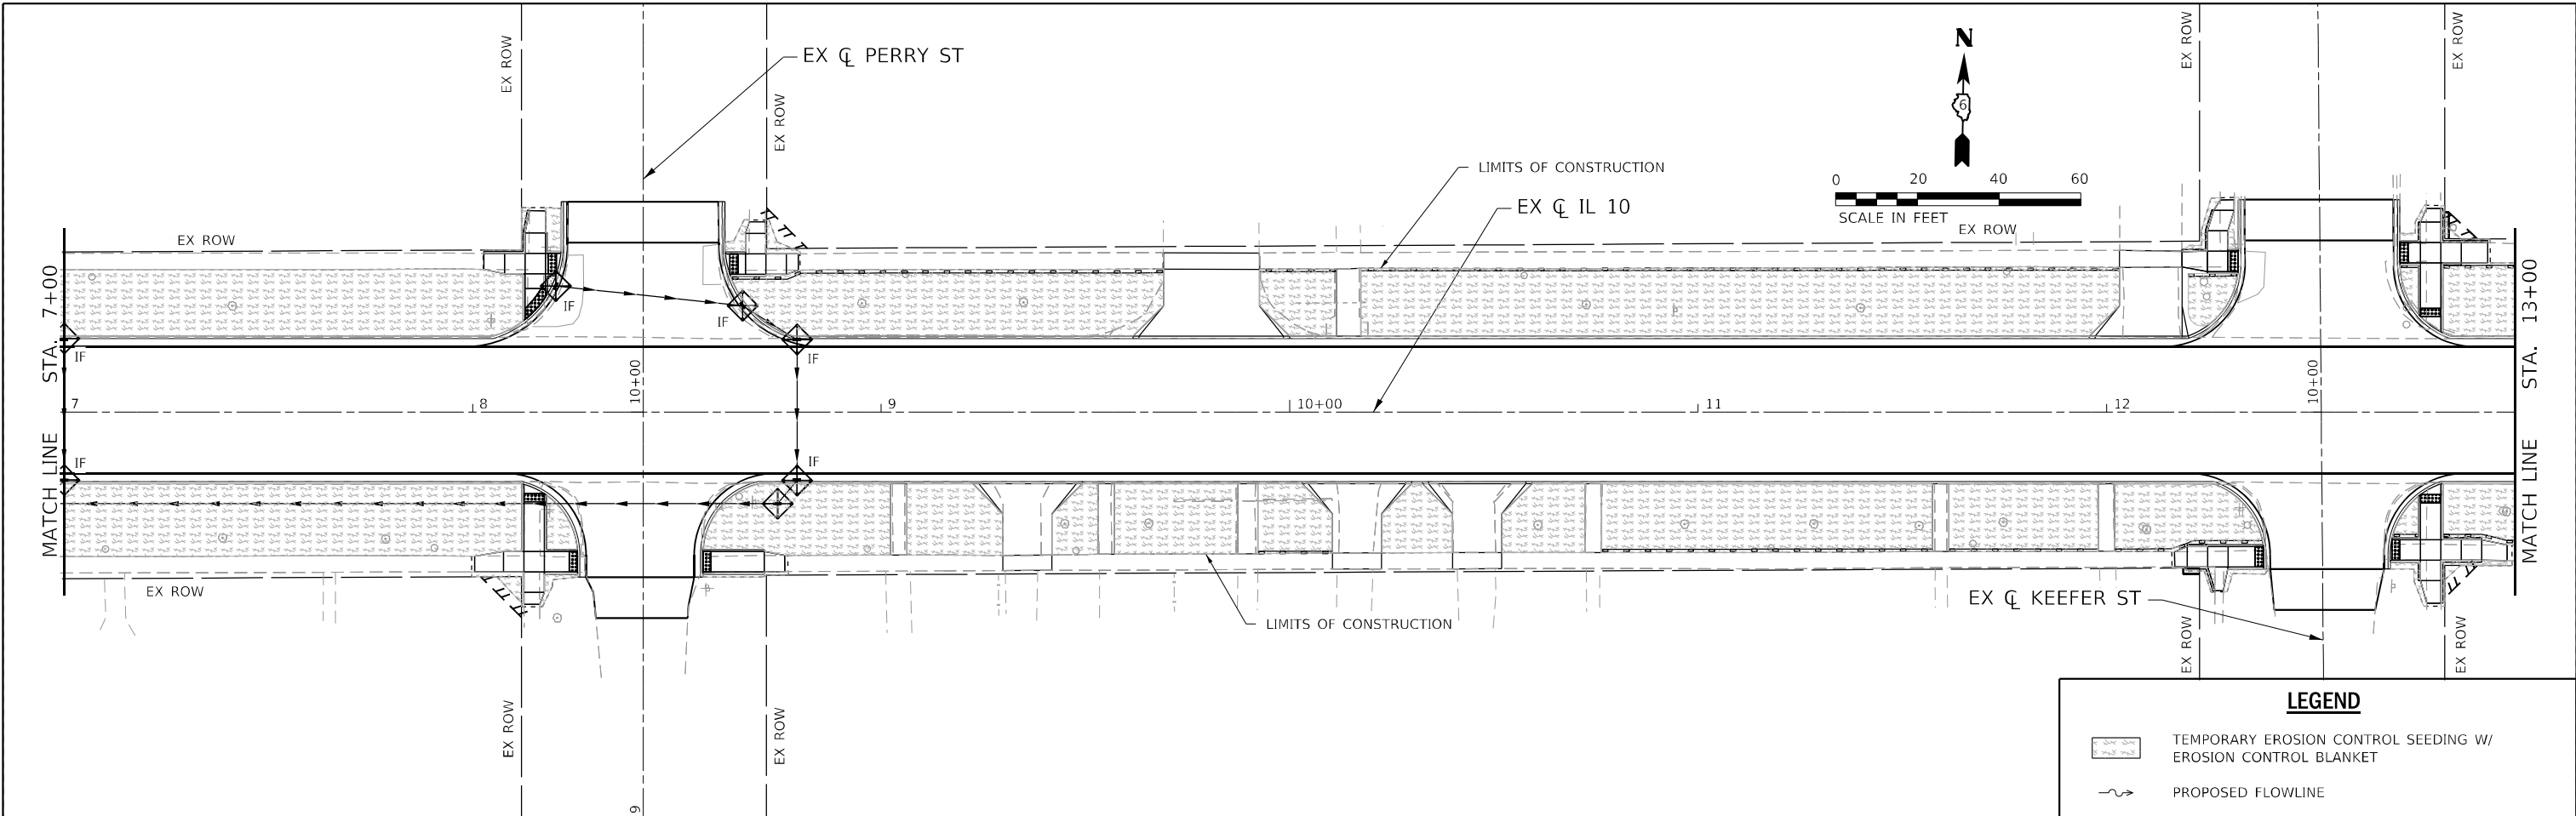 EX ROW
EX ROW
EX ℄ PERRY ST
N
6
EX ROW
EX ROW
LIMITS OF CONSTRUCTION
EX ℄ IL 10
0 20 40 60
SCALE IN FEET
EX ROW
EX ROW
MATCH LINE STA. 7+00
MATCH LINE STA. 13+00
IF
IF
IF
IF
10+00
10+00
7 8 9 10+00 11 12
IF
IF
EX ROW
LIMITS OF CONSTRUCTION
EX ℄ KEEFER ST
EX ROW
EX ROW
EX ROW
EX ROW
9
LEGEND
TEMPORARY EROSION CONTROL SEEDING W/
EROSION CONTROL BLANKET
PROPOSED FLOWLINE